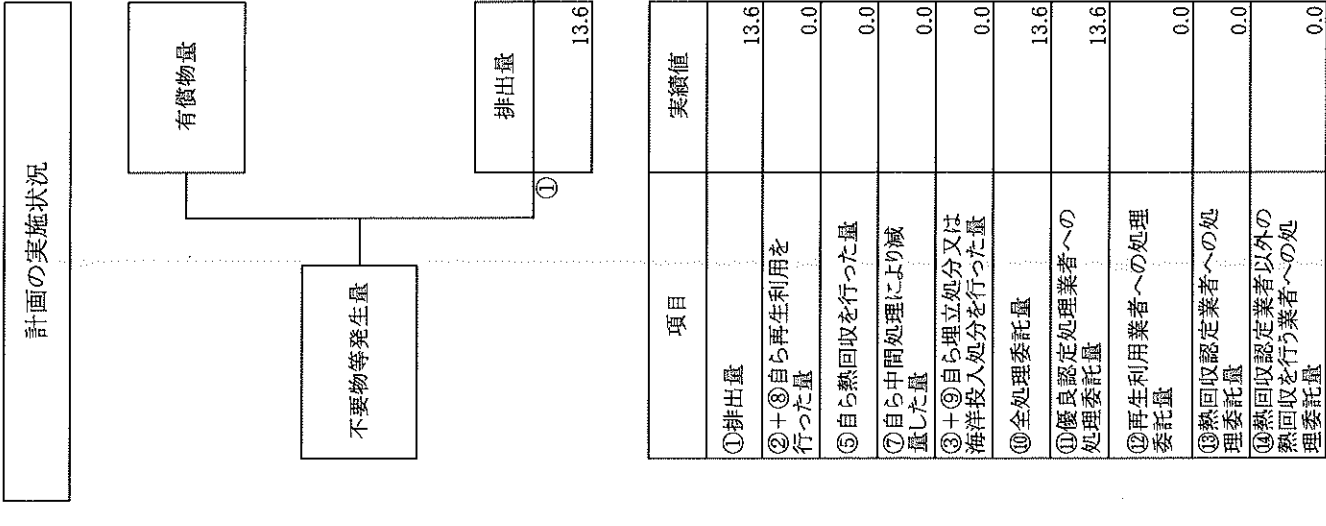 計画の実施状況
不要物等発生量
有償物量
排出量
①
13.6
項目
実績値
①排出量
13.6
②+⑧自ら再生利用を
行った量
0.0
⑤自ら熱回収を行った量
0.0
⑦自ら中間処理により減
量した量
0.0
③+⑨自ら埋立処分又は
海洋投入処分を行った量
0.0
⑩全処理委託量
13.6
⑪優良認定処理業者への
処理委託量
13.6
⑫再生利用業者への処理
委託量
0.0
⑬熱回収認定業者への処
理委託量
0.0
⑭熱回収認定業者以外の
熱回収を行う業者への処
理委託量
0.0